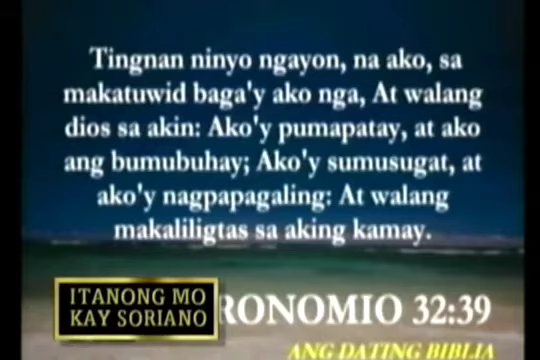 Tingnan ninyo ngayon, na ako, sa
makatuwid baga'y ako nga, At walang
dios sa akin: Ako'y pumapatay, at ako
ang bumubuhay; Ako'y sumusugat, at
ako'y nagpapagaling: At walang
makaliligtas sa aking kamay.
ITANONG MO
KAY SORIANO
RONOMIO 32:39
ANG DATING BIBLIA